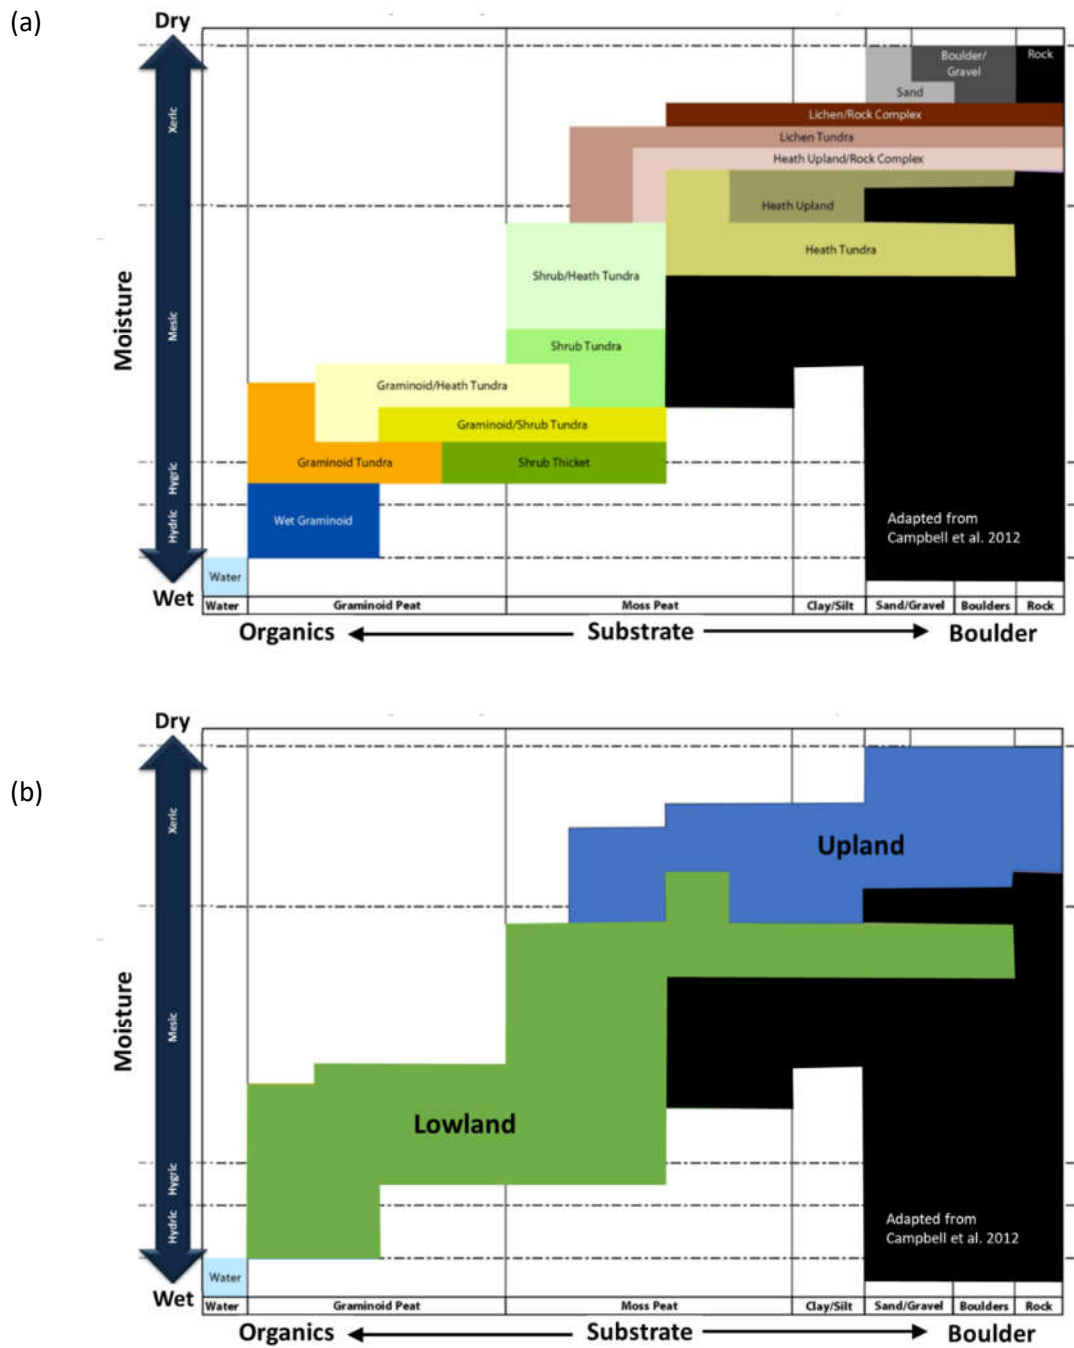 (a)
Dry
Boulder/
Gravel
Rock
Sand
Xeric
Lichen/Rock Complex
Lichen Tundra
Heath Upland/Rock Complex
Heath Upland
Heath Tundra
Shrub/Heath Tundra
Moisture
Mesic
Shrub Tundra
Graminoid/Heath Tundra
Graminoid/Shrub Tundra
Graminoid Tundra
Shrub Thicket
Hygric
Wet Graminoid
Hydric
Adapted from
Campbell et al. 2012
Water
Wet
Water
Graminoid Peat
Moss Peat
Clay/Silt
Sand/Gravel
Boulders
Rock
Organics
Substrate
Boulder
(b)
Dry
Xeric
Upland
Moisture
Mesic
Lowland
Hygric
Hydric
Adapted from
Campbell et al. 2012
Water
Wet
Water
Graminoid Peat
Moss Peat
Clay/Silt
Sand/Gravel
Boulders
Rock
Organics
Substrate
Boulder